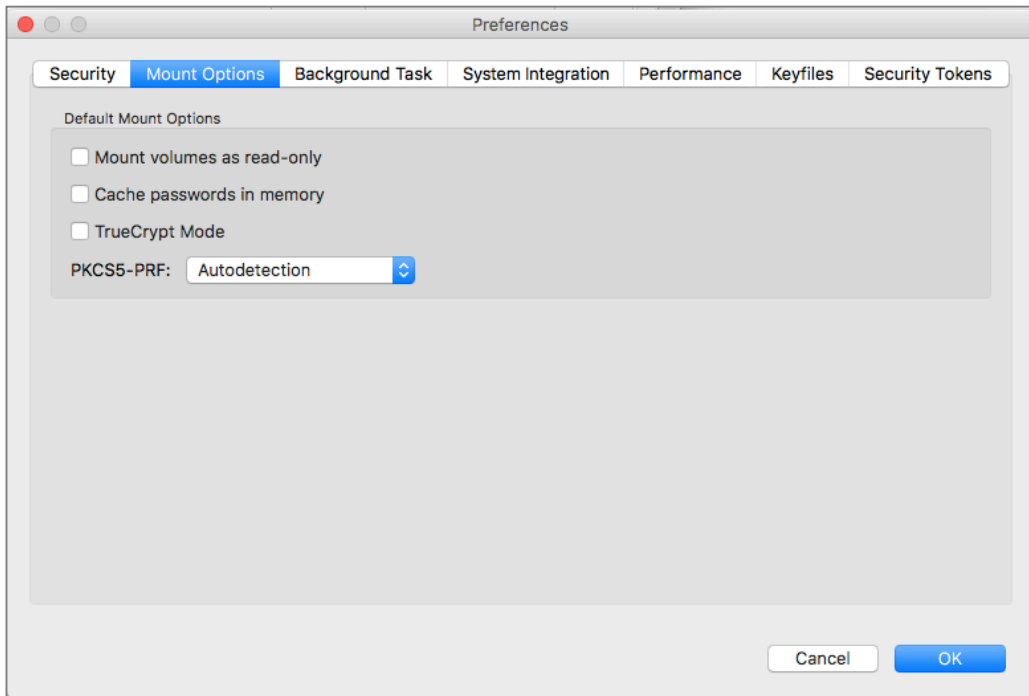 Preferences
Security Mount Options Background Task System Integration Performance Keyfiles Security Tokens
Default Mount Options
Mount volumes as read-only
Cache passwords in memory
TrueCrypt Mode
PKCS5-PRF: Autodetection
Cancel OK